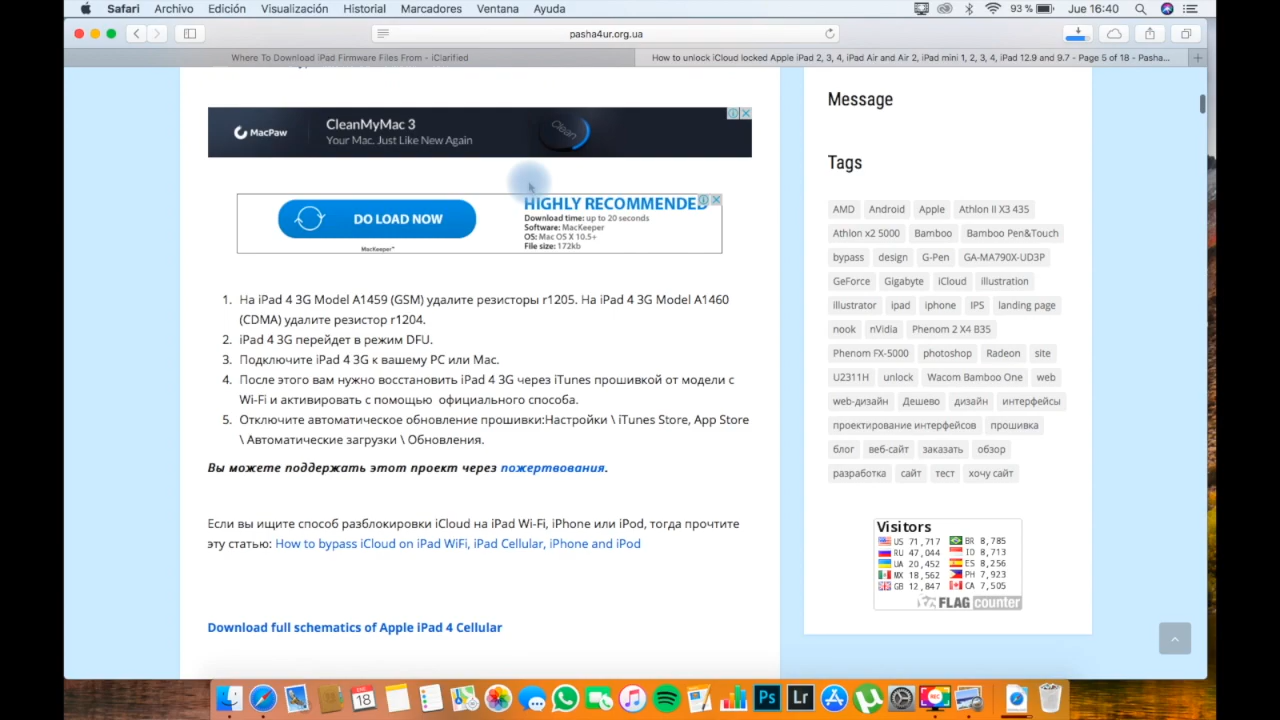 Safari Archivo Edición Visualización Historial Marcadores Ventana Ayuda 93 % Jue 16:40
pasha4ur.org.ua
Where To Download iPad Firmware Files From - iClarified
How to unlock iCloud locked Apple iPad 2, 3, 4, iPad Air and Air 2, iPad mini 1, 2, 3, 4, iPad 12.9 and 9.7 - Page 5 of 18 - Pasha...
MacPaw
CleanMyMac 3
Your Mac. Just Like New Again
Clean
DO LOAD NOW
MacKeeper™
HIGHLY RECOMMENDED
Download time: up to 20 seconds
Software: MacKeeper
OS: Mac OS X 10.5+
File size: 172kb
1. На iPad 4 3G Model A1459 (GSM) удалите резисторы r1205. На iPad 4 3G Model A1460
(CDMA) удалите резистор r1204.
2. iPad 4 3G перейдет в режим DFU.
3. Подключите iPad 4 3G к вашему PC или Mac.
4. После этого вам нужно восстановить iPad 4 3G через iTunes прошивкой от модели с
Wi-Fi и активировать с помощью официального способа.
5. Отключите автоматическое обновление прошивки:Настройки \ iTunes Store, App Store
\ Автоматические загрузки \ Обновления.
Вы можете поддержать этот проект через пожертвования.
Если вы ищите способ разблокировки iCloud на iPad Wi-Fi, iPhone или iPod, тогда прочтите
эту статью: How to bypass iCloud on iPad WiFi, iPad Cellular, iPhone and iPod
Download full schematics of Apple iPad 4 Cellular
Message
Tags
AMD Android Apple Athlon II X3 435
Athlon x2 5000 Bamboo Bamboo Pen&Touch
bypass design G-Pen GA-MA790X-UD3P
GeForce Gigabyte iCloud illustration
illustrator ipad iphone IPS landing page
nook nVidia Phenom 2 X4 B35
Phenom FX-5000 photoshop Radeon site
U2311H unlock Wacom Bamboo One web
web-дизайн Дешево дизайн интерфейсы
проектирование интерфейсов прошивка
блог веб-сайт заказать обзор
разработка сайт тест хочу сайт
Visitors
US 71,717 BR 8,785
RU 47,044 ID 8,713
UA 20,452 ES 8,256
MX 18,562 PH 7,923
GB 12,847 CA 7,505
FLAG counter
18
Ps
Lr
REC